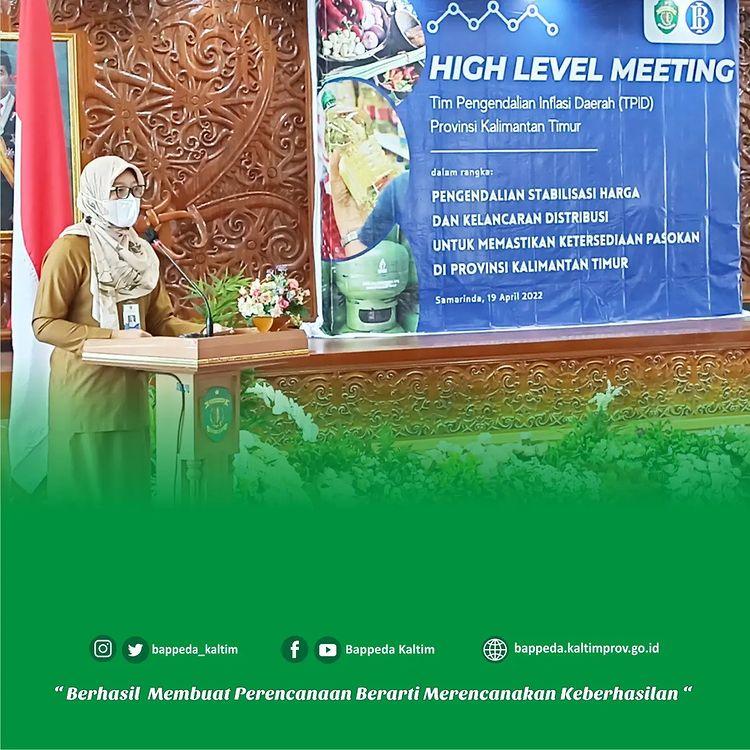 HIGH LEVEL MEETING
Tim Pengendalian Inflasi Daerah (TPID)
Provinsi Kalimantan Timur
dalam rangka:
PENGENDALIAN STABILISASI HARGA
DAN KELANCARAN DISTRIBUSI
UNTUK MEMASTIKAN KETERSEDIAAN PASOKAN
DI PROVINSI KALIMANTAN TIMUR
Samarinda, 19 April 2022
bappeda_kaltim
Bappeda Kaltim
bappeda.kaltimprov.go.id
“ Berhasil Membuat Perencanaan Berarti Merencanakan Keberhasilan “